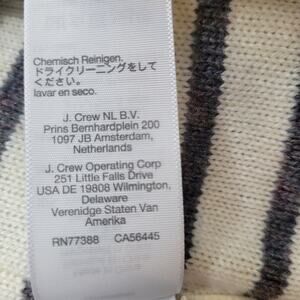 Chemisch Reinigen.
ドライクリーニングをして
ください。
lavar en seco.
J. Crew NL B.V.
Prins Bernhardplein 200
1097 JB Amsterdam,
Netherlands
J. Crew Operating Corp
251 Little Falls Drive
USA DE 19808 Wilmington,
Delaware
Verenidge Staten Van
Amerika
RN77388 CA56445